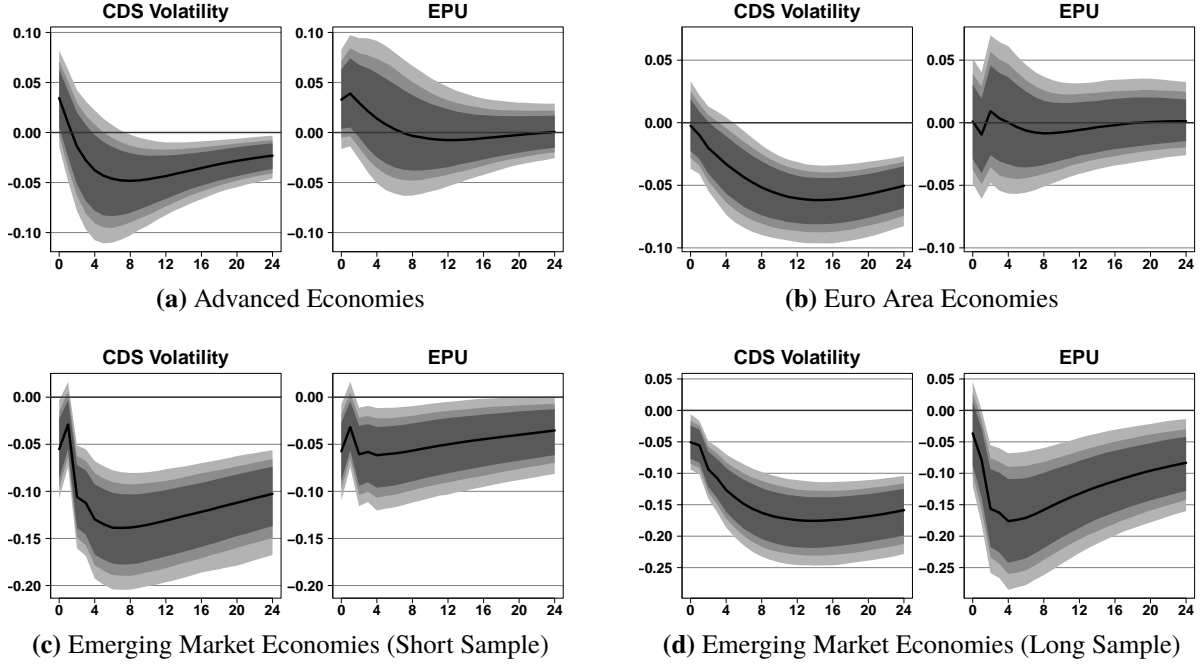 CDS Volatility EPU CDS Volatility EPU
0.10 0.10
0.05 0.05 0.05 0.05
0.00 0.00 0.00 0.00
-0.05 -0.05 -0.05 0.05
-0.10 -0.10 -0.10 -0.10
0 4 8 12 16 20 24 0 4 8 12 16 20 24 0 4 8 12 16 20 24 0 4 8 12 16 20 24
(a) Advanced Economies (b) Euro Area Economies
CDS Volatility EPU CDS Volatility EPU
0.00 0.00 0.05 0.05
-0.05 -0.05 0.00 0.00
-0.10 -0.10 -0.05 -0.05
-0.15 -0.15 -0.10 -0.10
-0.20 -0.20 -0.15 -0.15
-0.20 -0.20
-0.25 -0.25
0 4 8 12 16 20 24 0 4 8 12 16 20 24 0 4 8 12 16 20 24 0 4 8 12 16 20 24
(c) Emerging Market Economies (Short Sample) (d) Emerging Market Economies (Long Sample)